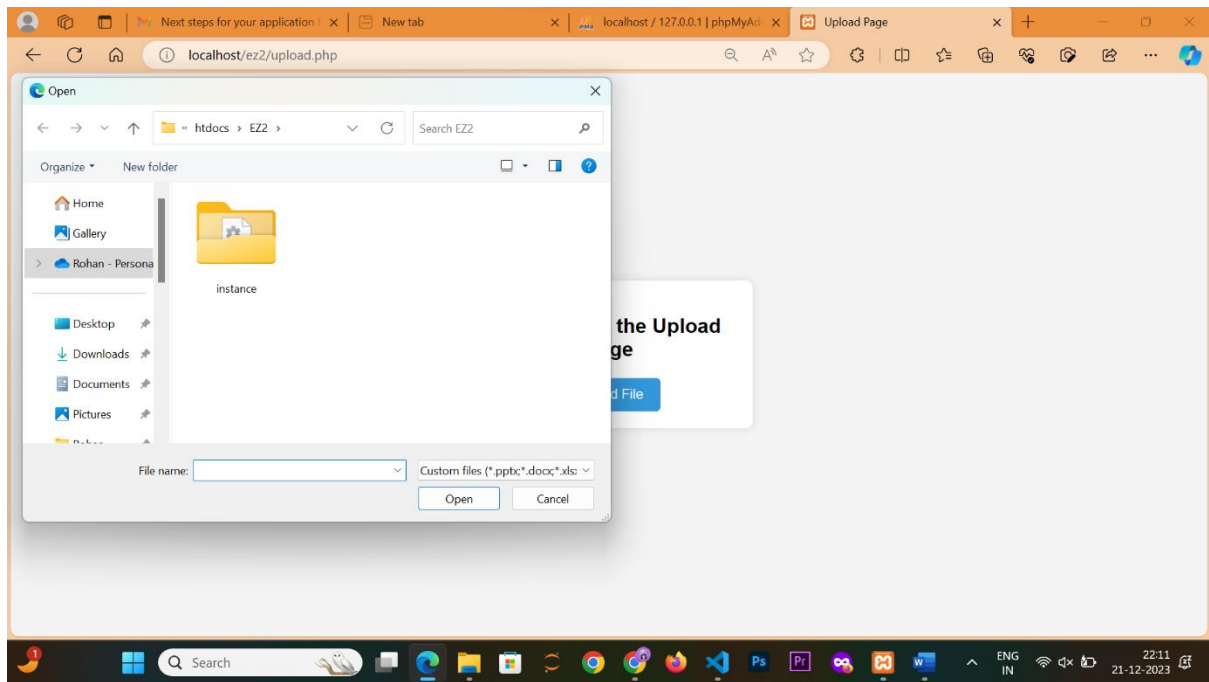 Next steps for your application f
New tab
localhost / 127.0.0.1 | phpMyAd
Upload Page
localhost/ez2/upload.php
Open
htdocs > EZ2 >
Search EZ2
Organize
New folder
Home
Gallery
Rohan - Persona
instance
Desktop
Downloads
Documents
Pictures
the Upload
ge
d File
File name:
Custom files (*.pptx;*.docx;*.xls:
Open
Cancel
1
Search
Ps
Pr
ENG
IN
22:11
21-12-2023